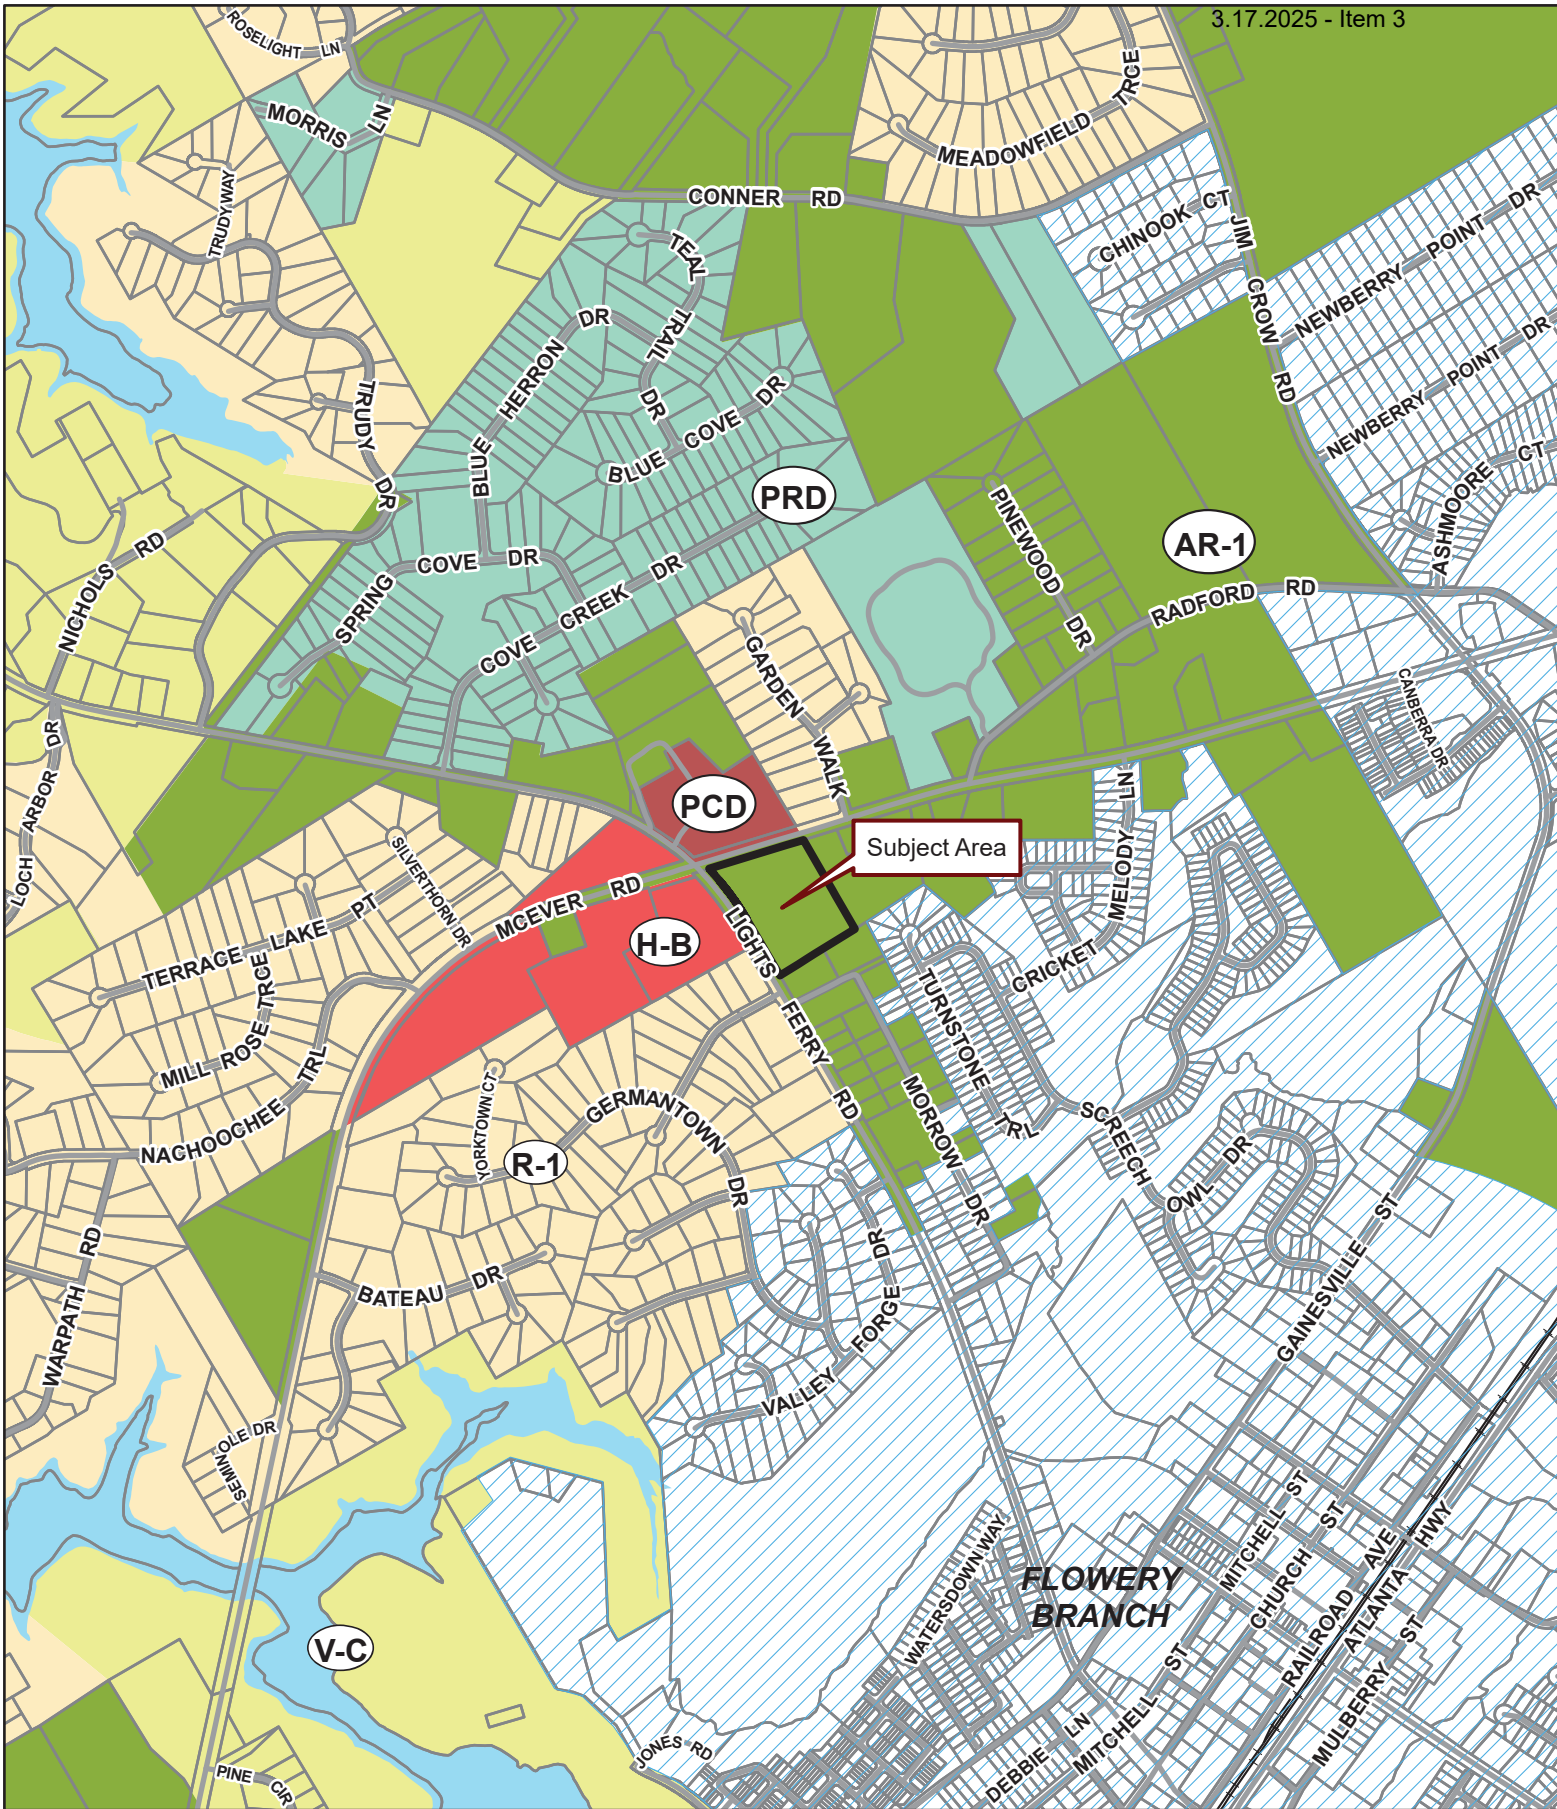 3.17.2025 - Item 3
ROSELIGHT LN
MORRIS LN
TRUDY WAY
TRUDY DR
CONNER RD
MEADOWFIELD TRCE
CHINOOK CT
JIM CROW RD
NEWBERRY POINT DR
NEWBERRY POINT DR
ASHMOORE CT
TEAL TRAIL DR
BLUE HERRON DR
BLUE COVE DR
PRD
AR-1
PINEWOOD DR
RADFORD RD
NICHOLS RD
SPRING COVE DR
COVE CREEK DR
GARDEN WALK
CANBERRA DR
LOCH ARBOR DR
PCD
Subject Area
MELODY LN
SILVERTHORN DR
TERRACE LAKE PT
MCEVER RD
H-B
LIGHTS FERRY RD
CRICKET
MILL ROSE TRCE
TURNSTONE TRL
NACHOOCHEE TRL
YORKTOWN CT
GERMANTOWN DR
R-1
MORROW DR
SCREECH OWL DR
WARPATH RD
BATEAU DR
VALLEY FORGE DR
GAINESVILLE ST
SEMINOLE DR
MITCHELL ST
CHURCH ST
RAILROAD AVE
ATLANTA HWY
WATERSDOWN WAY
FLOWERY
BRANCH
V-C
MULBERRY ST
MITCHELL ST
DEBBIE LN
JONES RD
PINE CIR